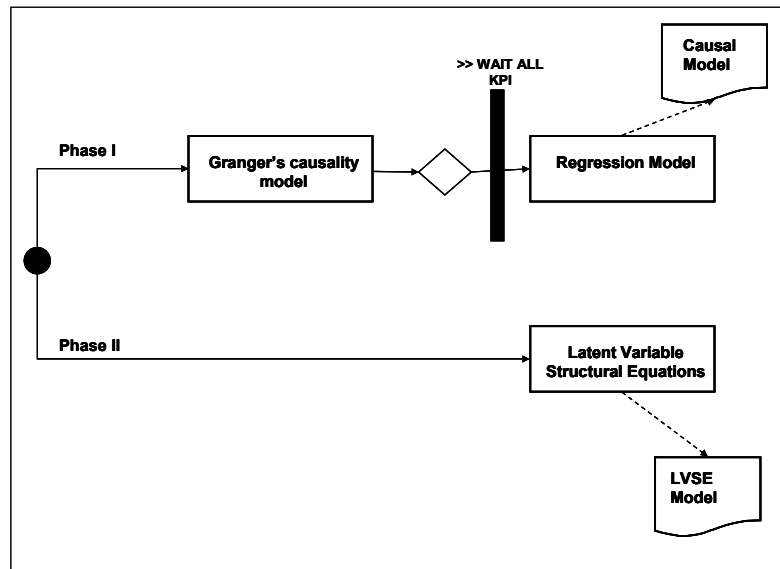 Causal
Model
>> WAIT ALL
KPI
Phase I
Granger's causality
model
Regression Model
Phase II
Latent Variable
Structural Equations
LVSE
Model